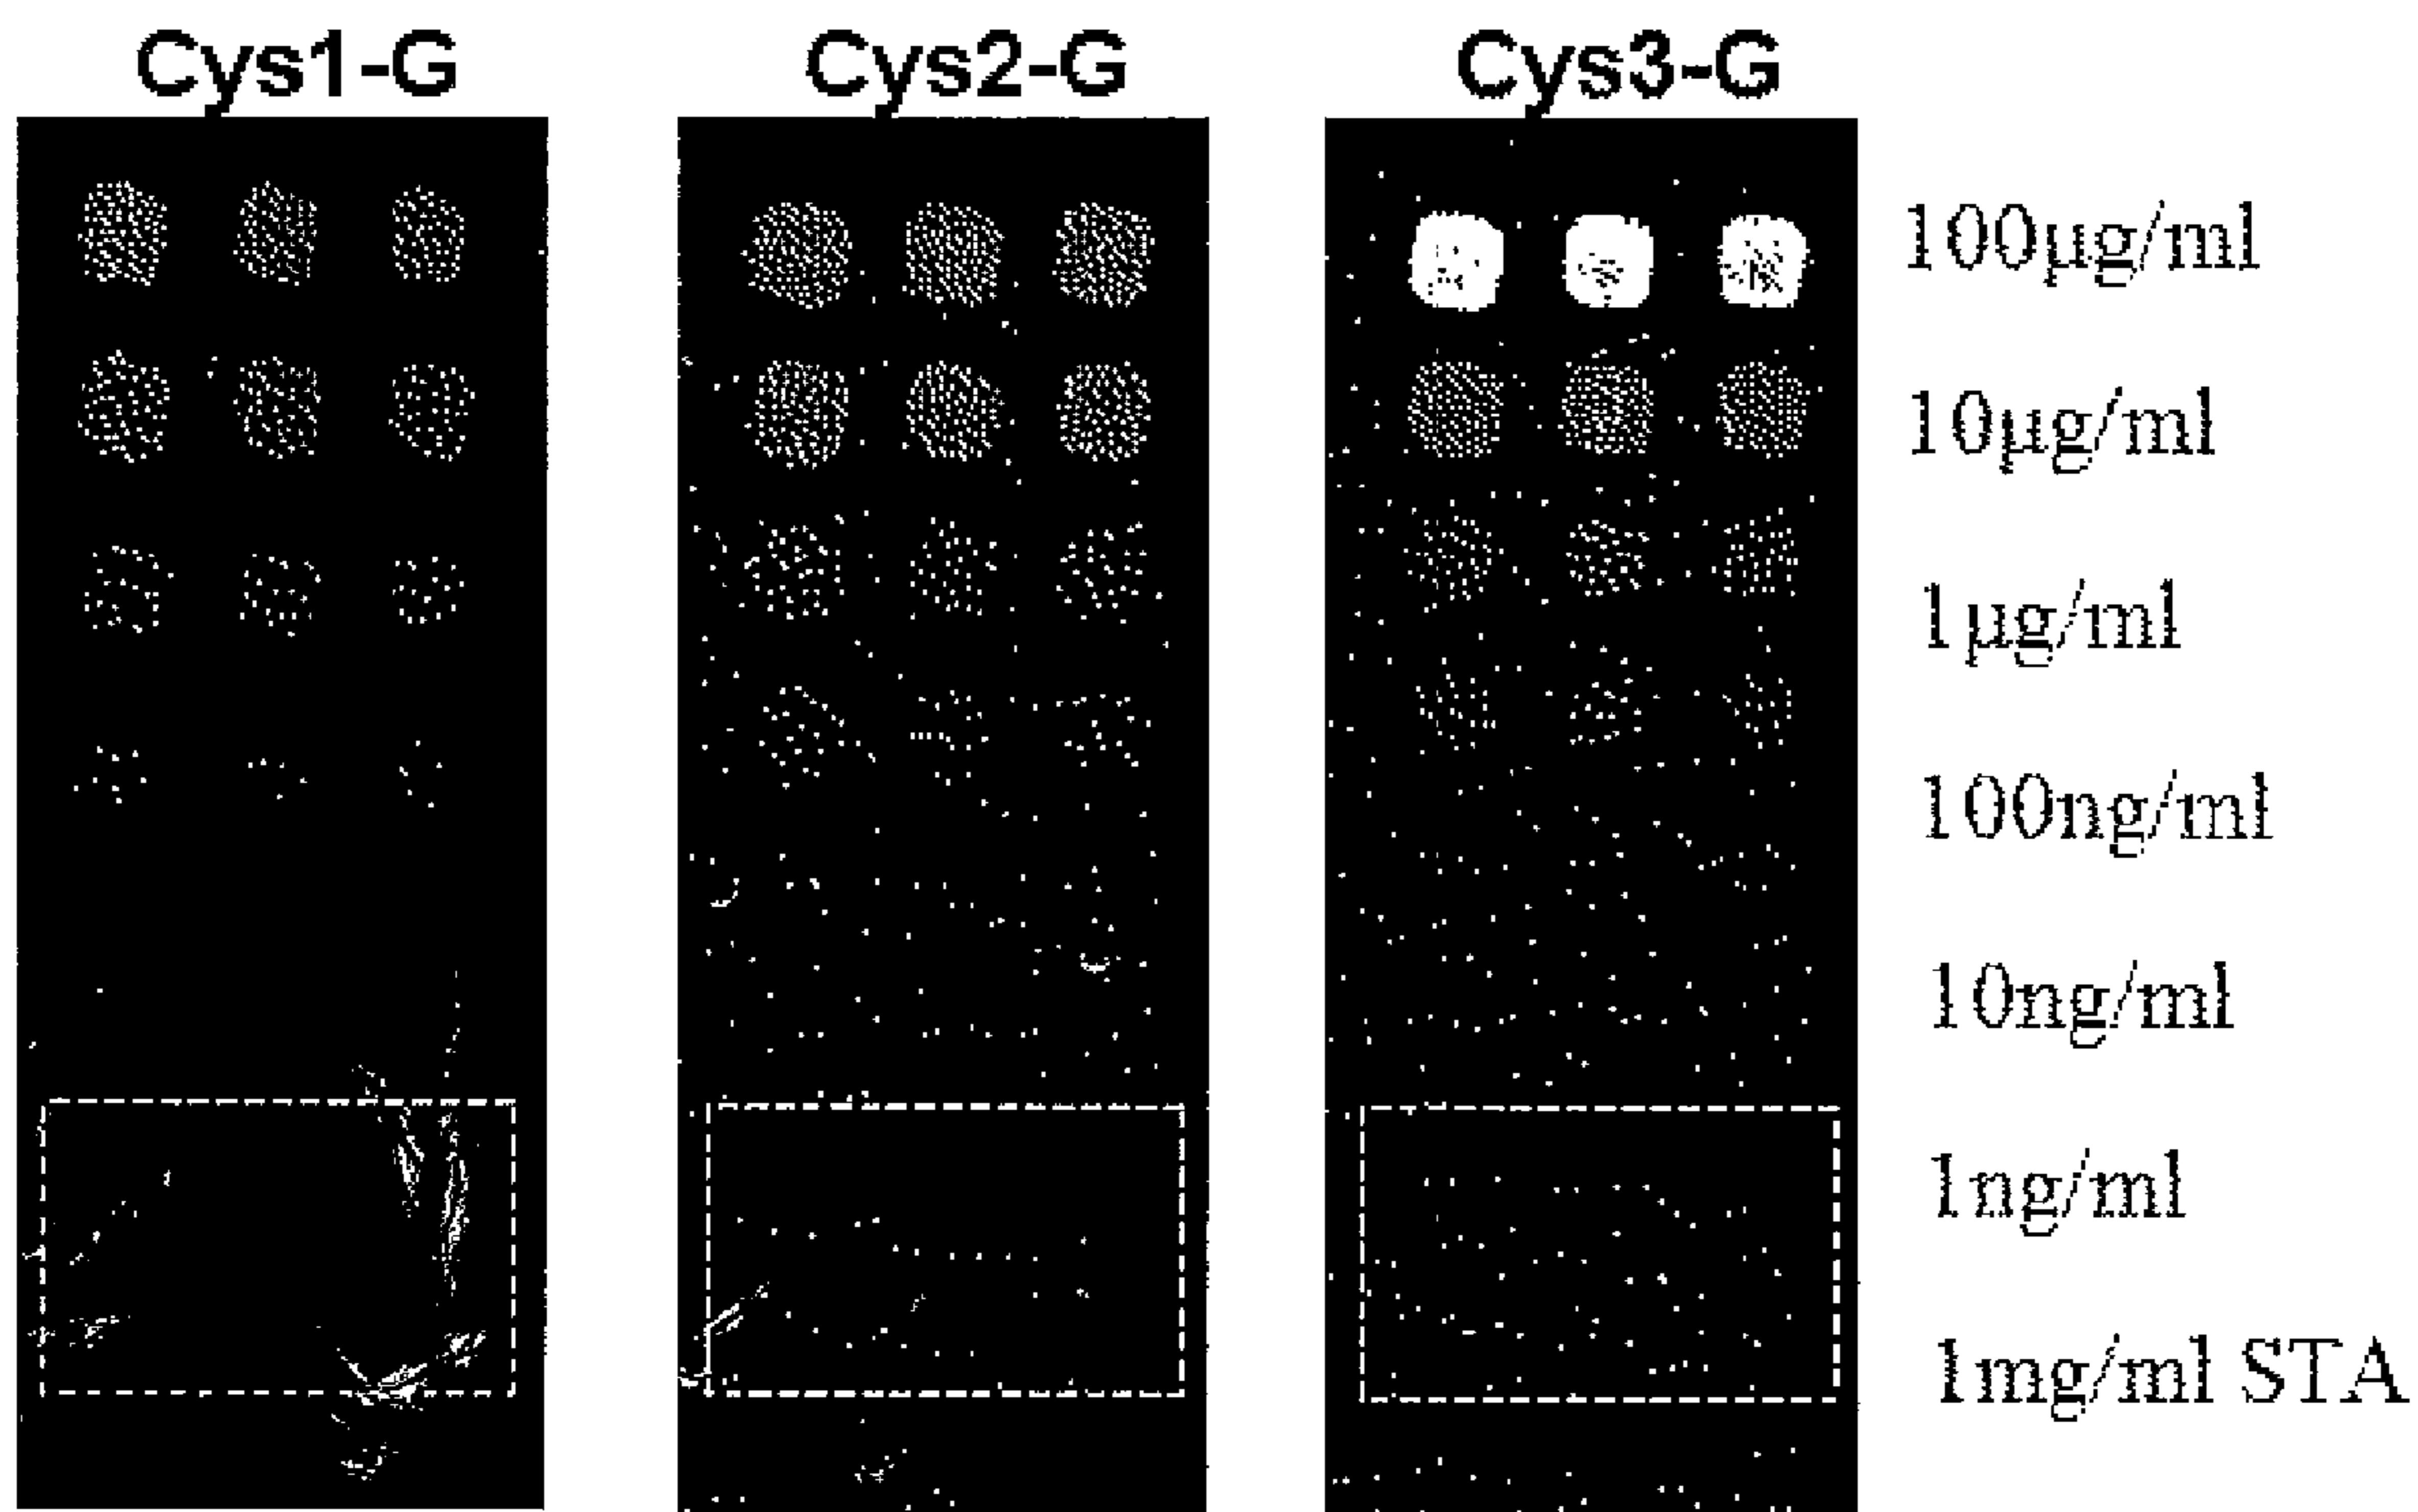 Cys1-G Cys2-G Cys3-G
100µg/ml
10µg/ml
1µg/ml
100ng/ml
10ng/ml
1ng/ml
1mg/ml STA